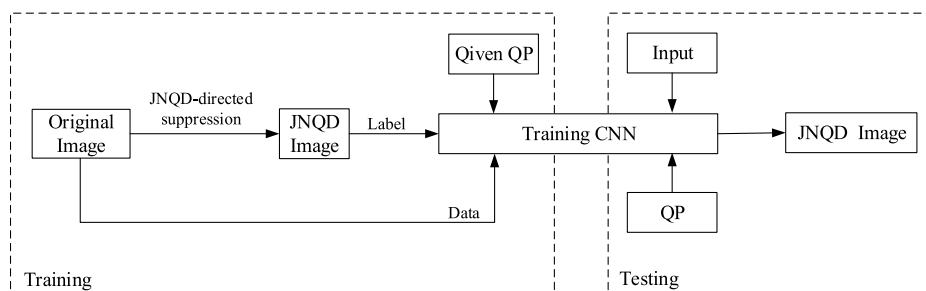 Qiven QP
Input
JNQD-directed
suppression
Original
Image
JNQD
Image
Label
Training CNN
JNQD Image
Data
QP
Training
Testing